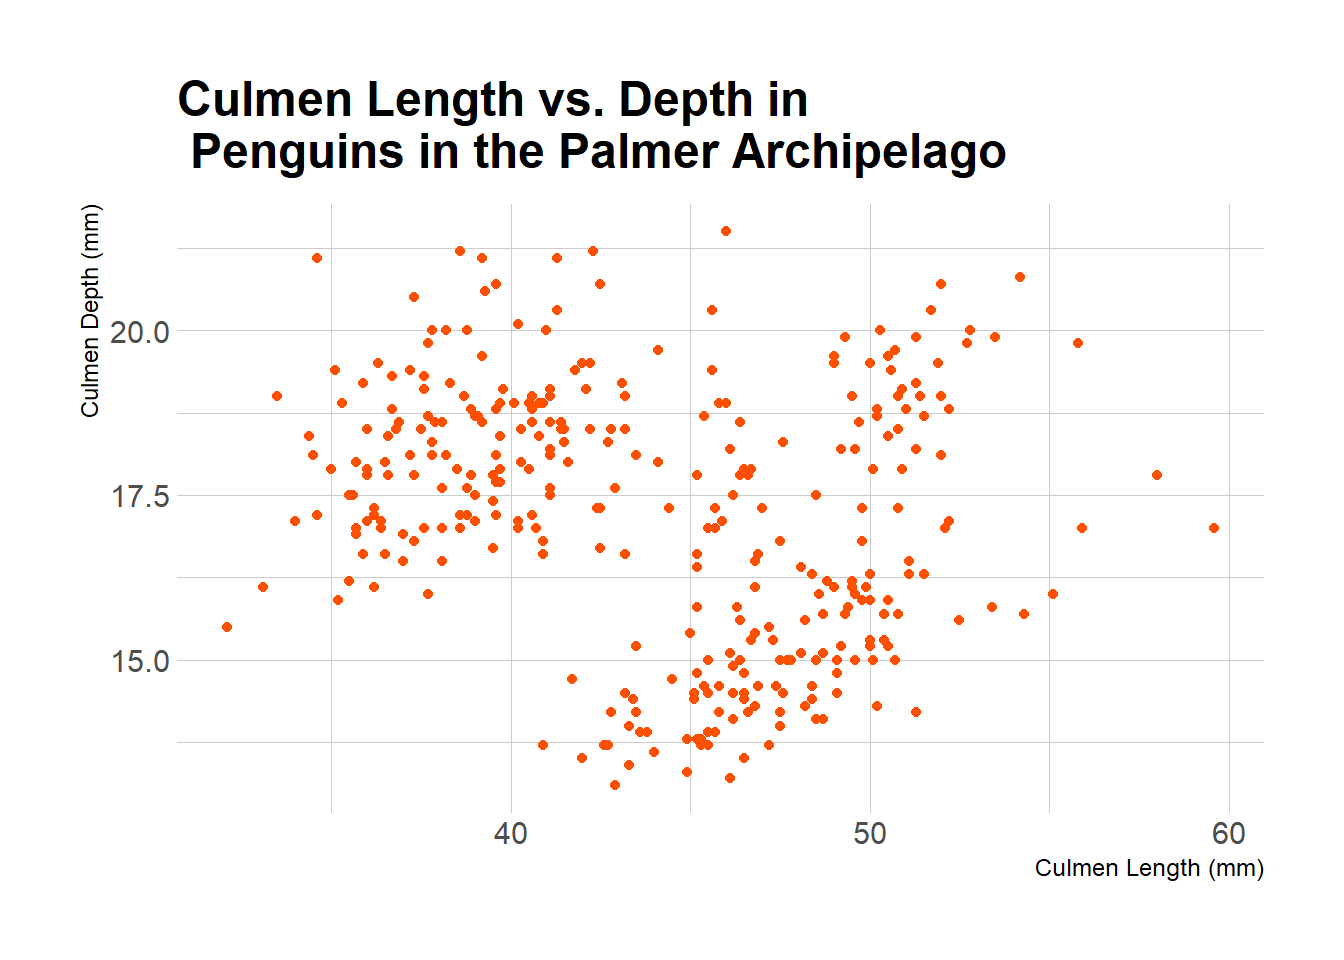 Culmen Length vs. Depth in
Penguins in the Palmer Archipelago
Culmen Depth (mm)
20.0
17.5
15.0
40
50
60
Culmen Length (mm)